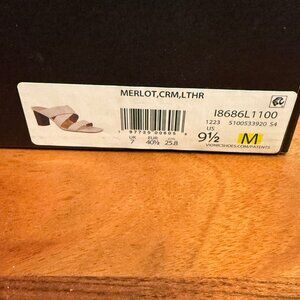 MERLOT,CRM,LTHR
I8686L1100
1223 5100533920 S4
UK EUR
7 40½ 25.8
US
9½ M
VIONICSHOES.COM/PATENTS